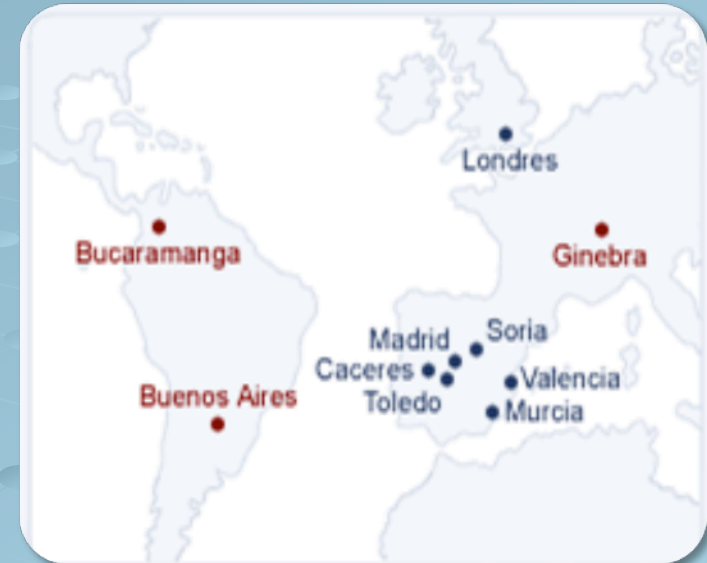 Londres
Bucaramanga
Ginebra
Soria
Madrid
Caceres
Valencia
Toledo
Murcia
Buenos Aires